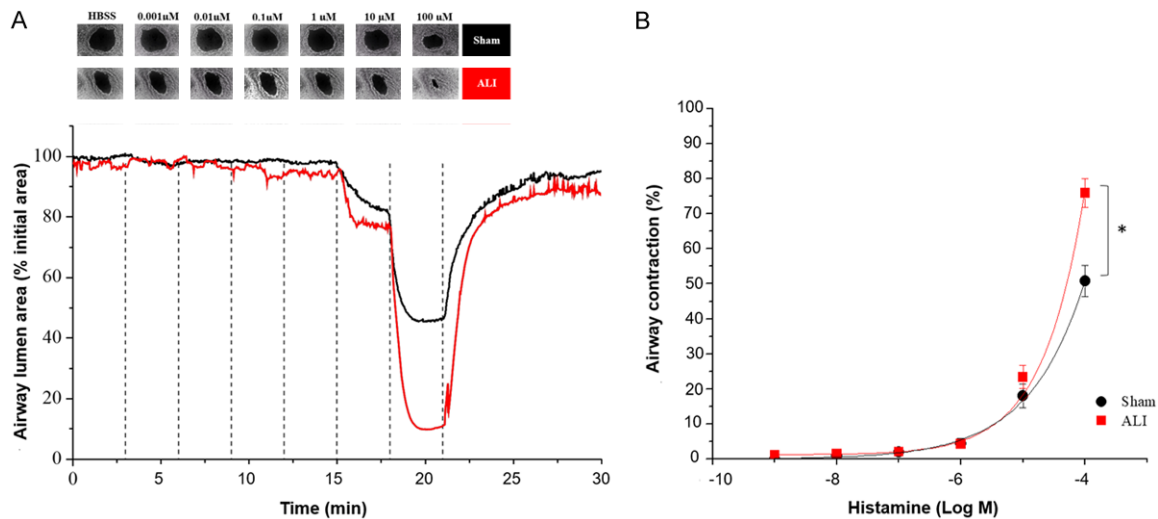 A
HBSS 0.001uM 0.01uM 0.1uM 1 uM 10 μM 100 uM
Sham
ALI
Airway lumen area (% initial area)
100
80
60
40
20
0
0 5 10 15 20 25 30
Time (min)
B
Airway contraction (%)
100
90
80
70
60
50
40
30
20
10
0
*
Sham
ALI
-10 -8 -6 -4
Histamine (Log M)